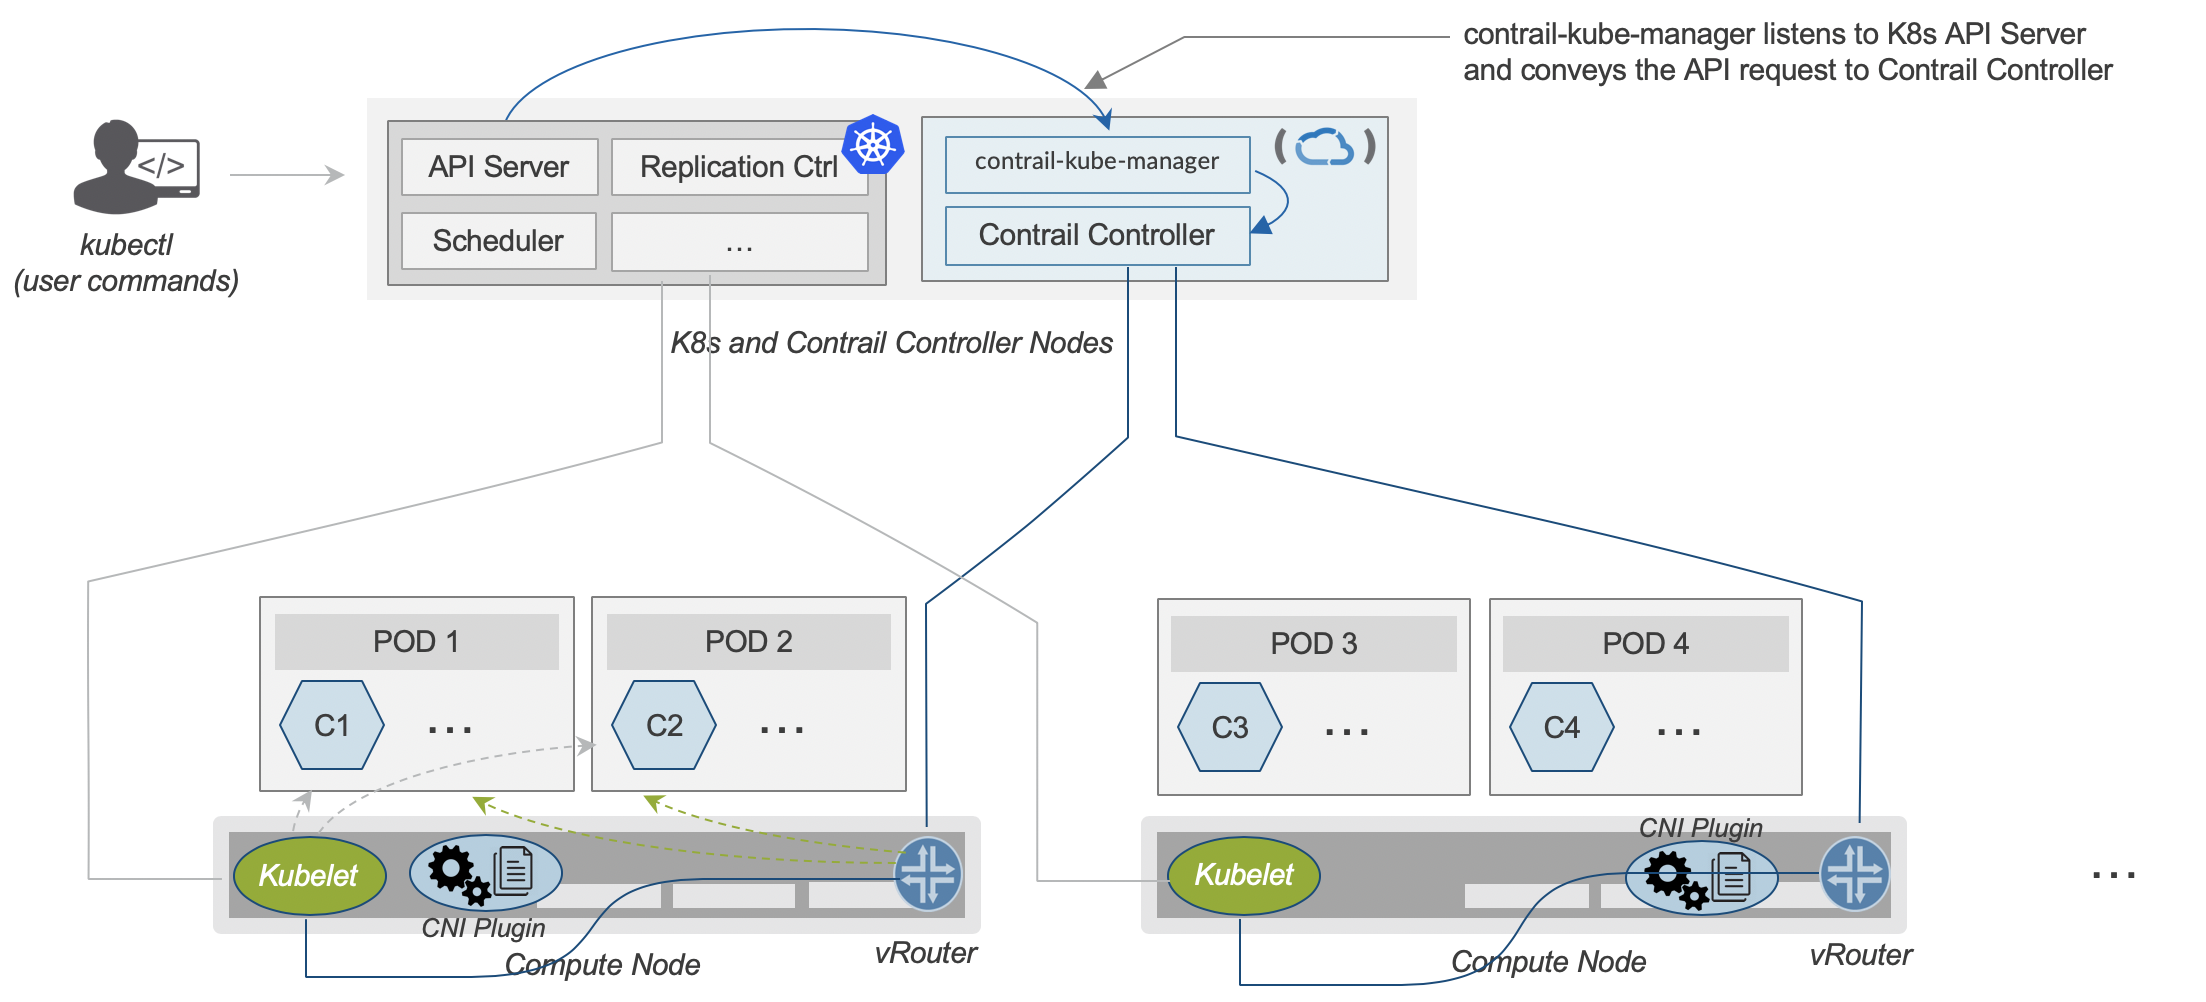 contrail-kube-manager listens to K8s API Server
and conveys the API request to Contrail Controller
</>
API Server
Replication Ctrl
contrail-kube-manager
Scheduler
...
Contrail Controller
kubectl
(user commands)
K8s and Contrail Controller Nodes
POD 1
POD 2
POD 3
POD 4
C1
...
C2
...
C3
...
C4
...
Kubelet
CNI Plugin
Compute Node
vRouter
Kubelet
CNI Plugin
Compute Node
vRouter
...